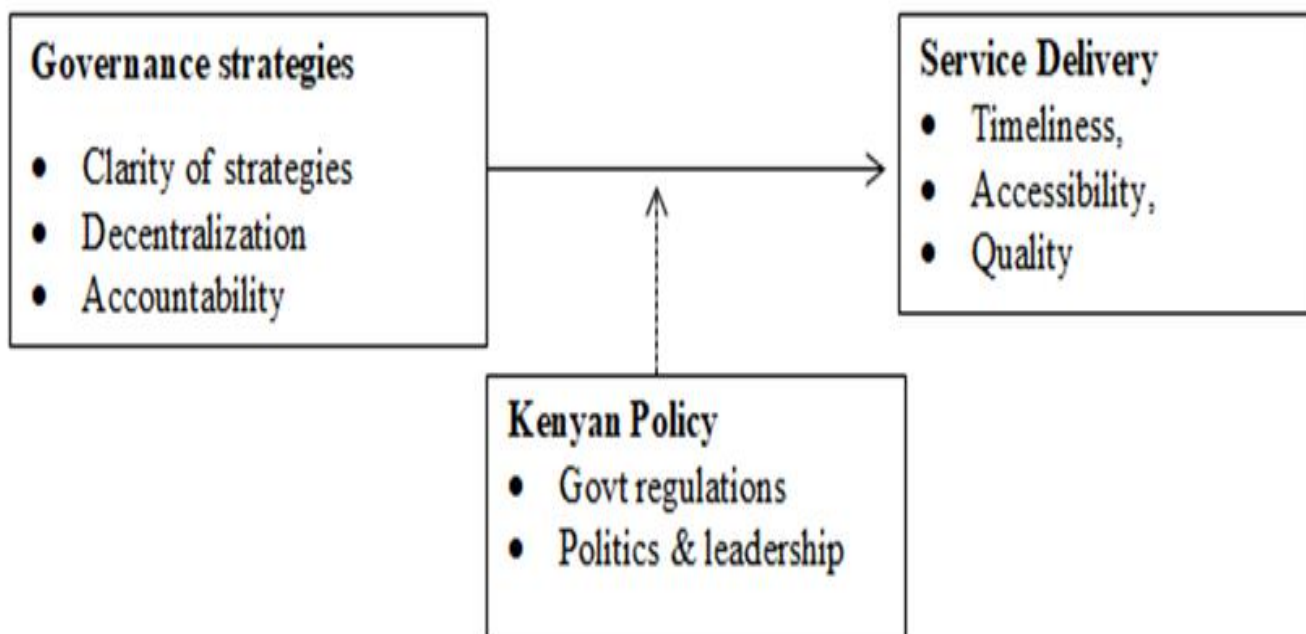 Governance strategies
• Clarity of strategies
• Decentralization
• Accountability
Service Delivery
• Timeliness,
• Accessibility,
• Quality
Kenyan Policy
• Govt regulations
• Politics & leadership